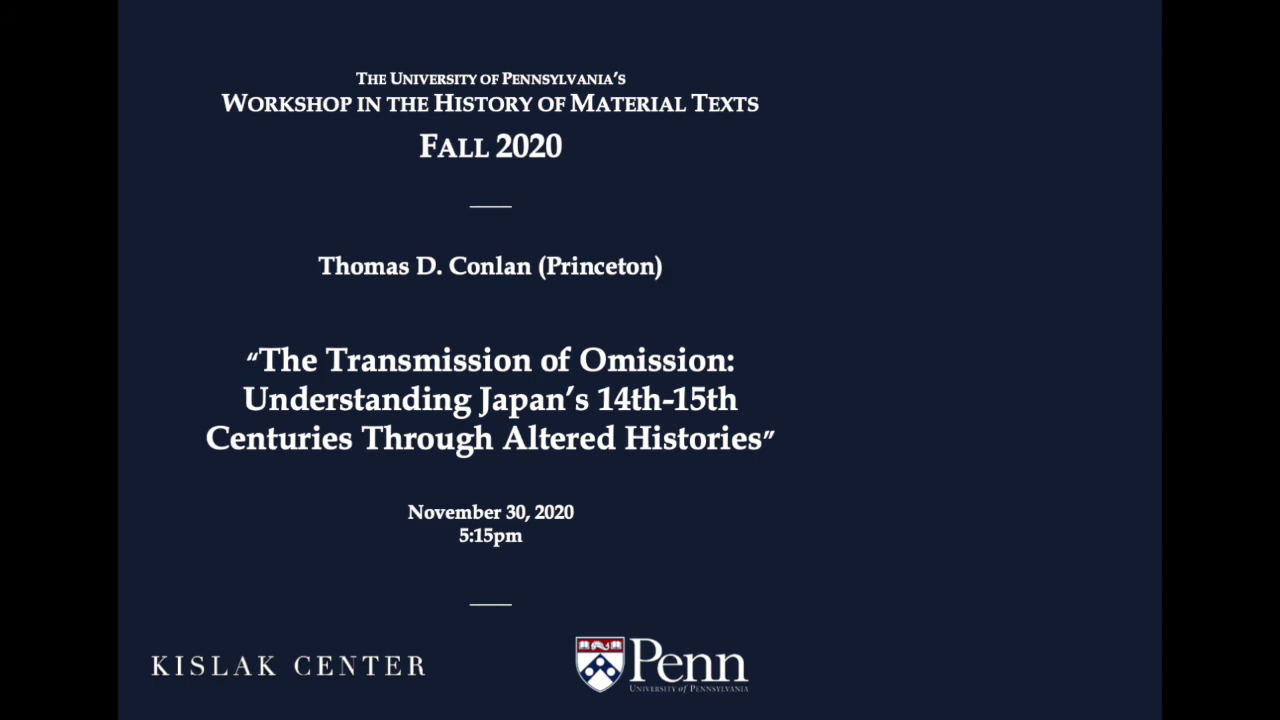 THE UNIVERSITY OF PENNSYLVANIA'S
WORKSHOP IN THE HISTORY OF MATERIAL TEXTS
FALL 2020
Thomas D. Conlan (Princeton)
“The Transmission of Omission:
Understanding Japan's 14th-15th
Centuries Through Altered Histories”
November 30, 2020
5:15pm
KISLAK CENTER
Penn
UNIVERSITY of PENNSYLVANIA